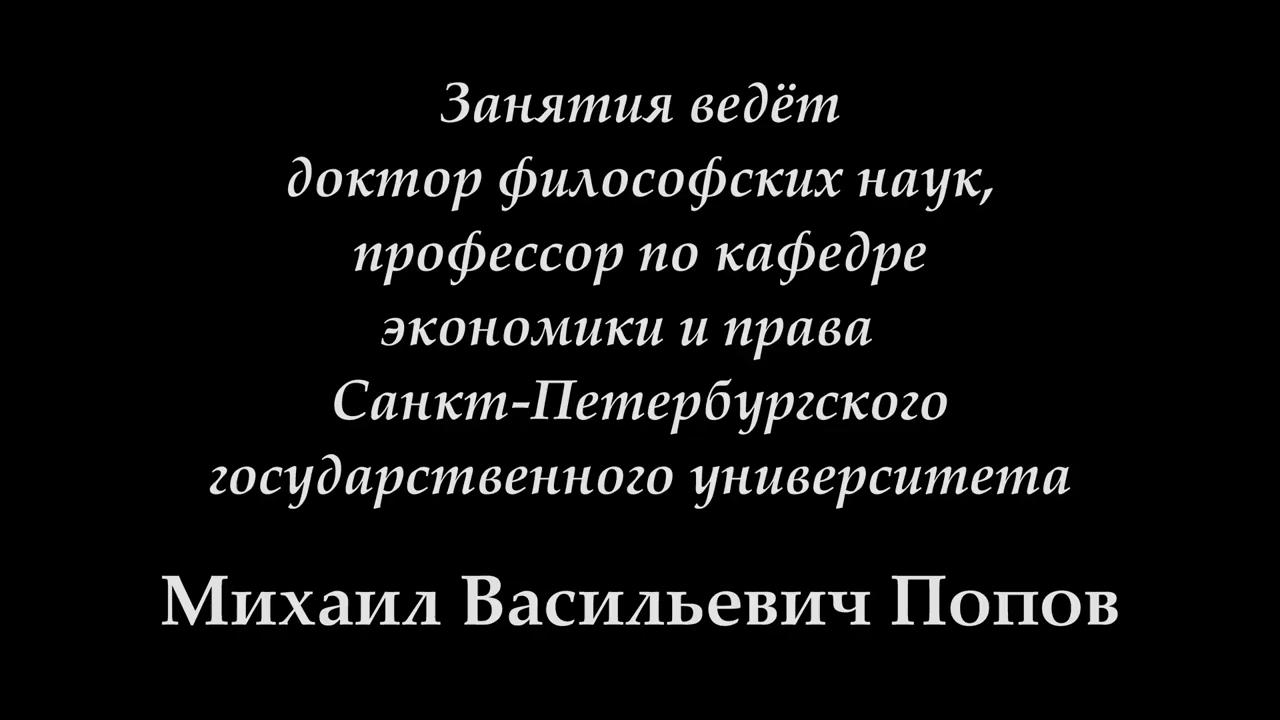 Занятия ведёт
доктор философских наук,
профессор по кафедре
экономики и права
Санкт-Петербургского
государственного университета
Михаил Васильевич Попов